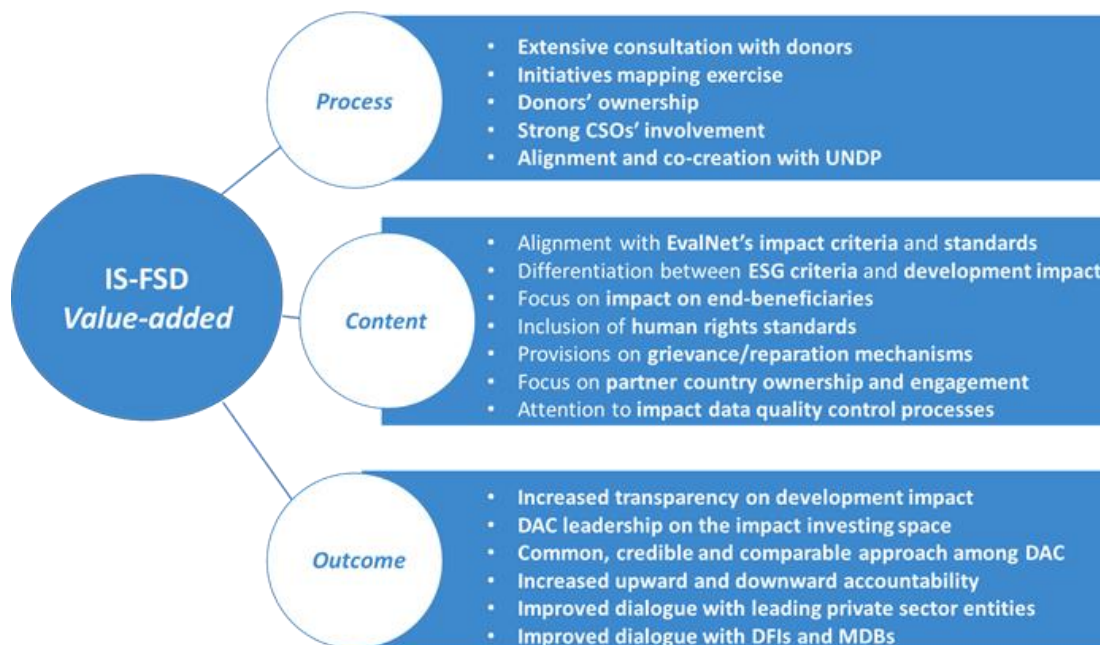 IS-FSD
Value-added
Process
• Extensive consultation with donors
• Initiatives mapping exercise
• Donors' ownership
• Strong CSOs' involvement
• Alignment and co-creation with UNDP
Content
• Alignment with EvalNet's impact criteria and standards
• Differentiation between ESG criteria and development impact
• Focus on impact on end-beneficiaries
• Inclusion of human rights standards
• Provisions on grievance/reparation mechanisms
• Focus on partner country ownership and engagement
• Attention to impact data quality control processes
Outcome
• Increased transparency on development impact
• DAC leadership on the impact investing space
• Common, credible and comparable approach among DAC
• Increased upward and downward accountability
• Improved dialogue with leading private sector entities
• Improved dialogue with DFIs and MDBs